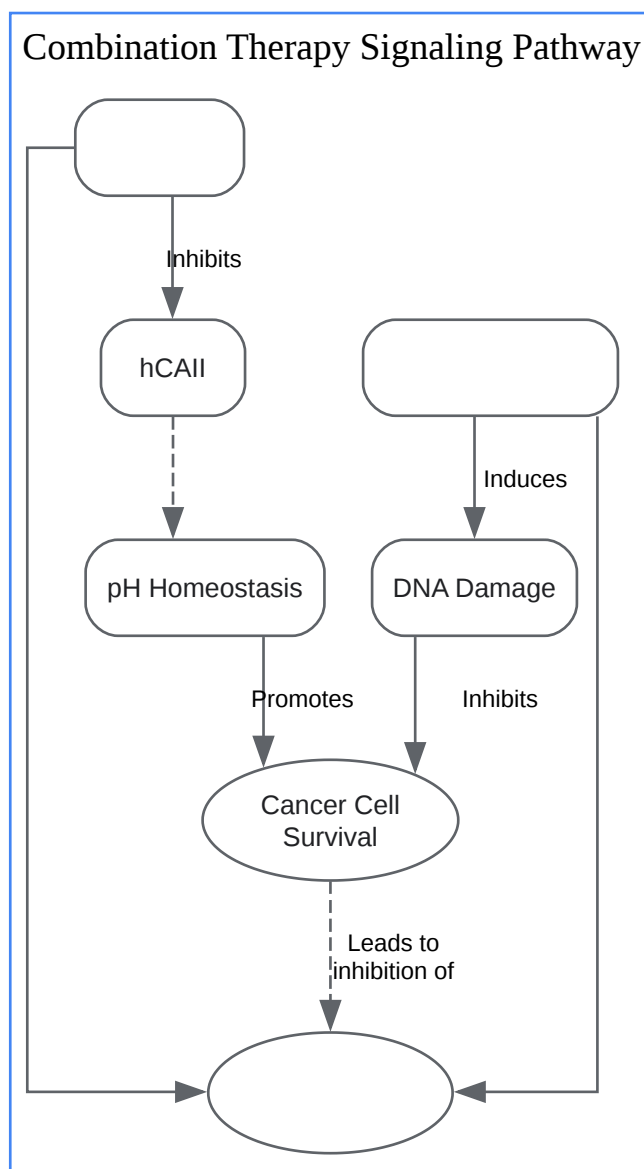 Combination Therapy Signaling Pathway
Inhibits
hCAII
Induces
pH Homeostasis
DNA Damage
Promotes
Inhibits
Cancer Cell
Survival
Leads to
inhibition of